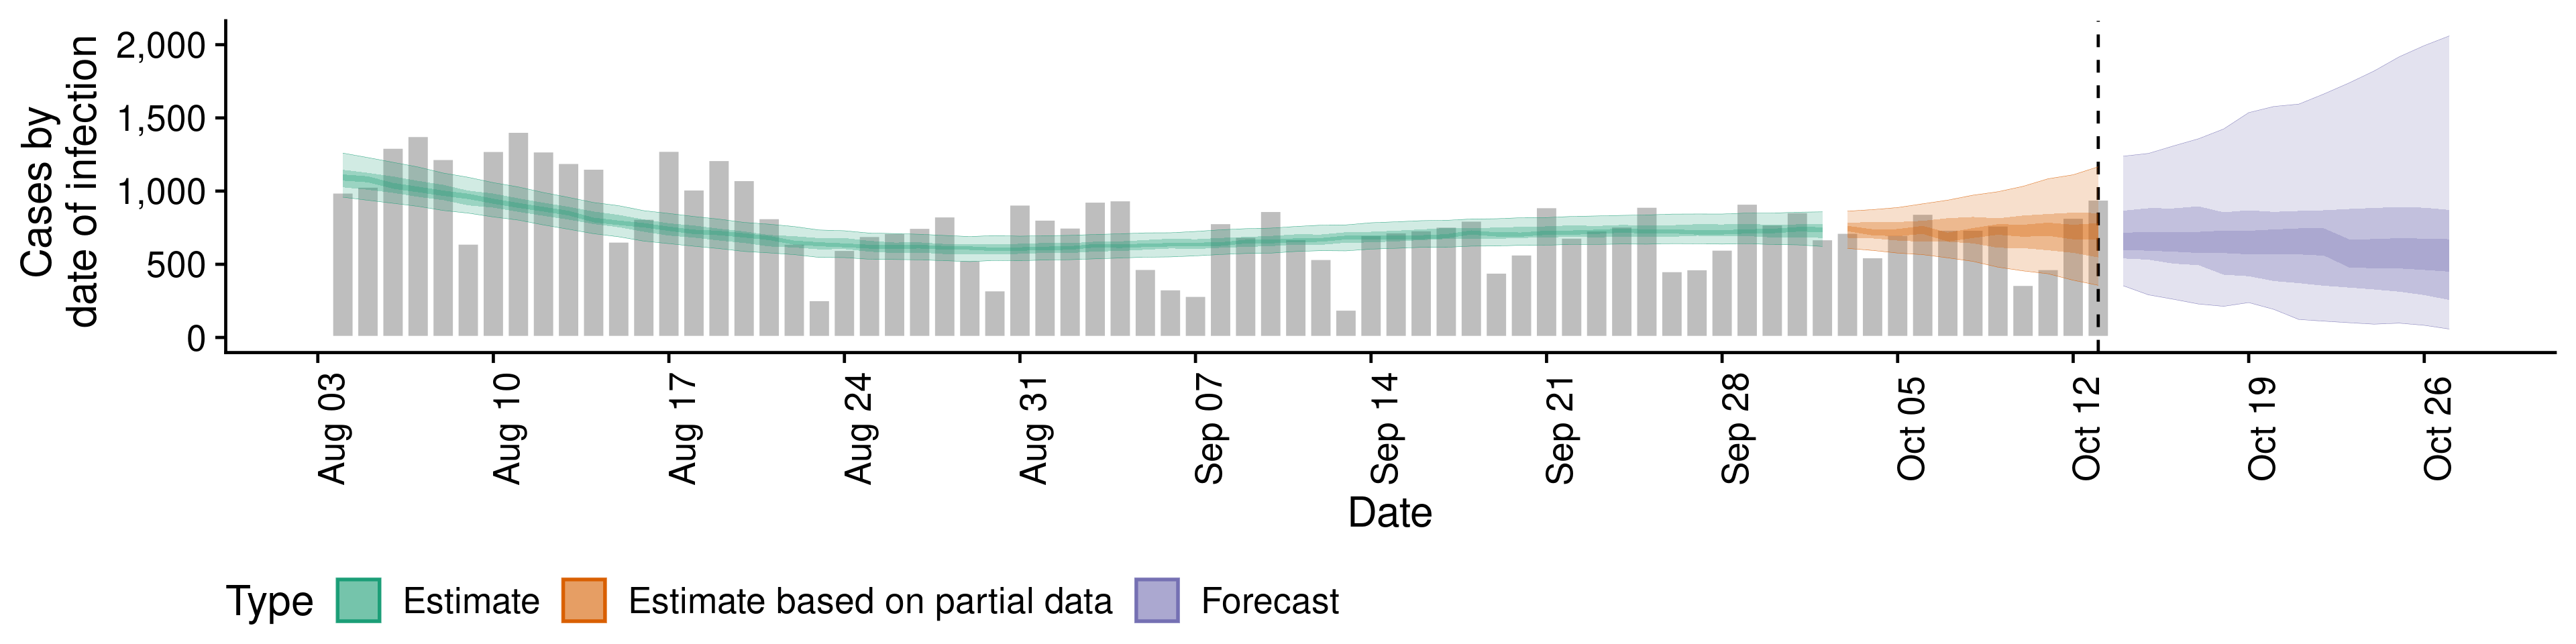 Cases by
date of infection
2,000
1,500
1,000
500
0
Aug 03
Aug 10
Aug 17
Aug 24
Aug 31
Sep 07
Sep 14
Sep 21
Sep 28
Oct 05
Oct 12
Oct 19
Oct 26
Date
Type Estimate Estimate based on partial data Forecast